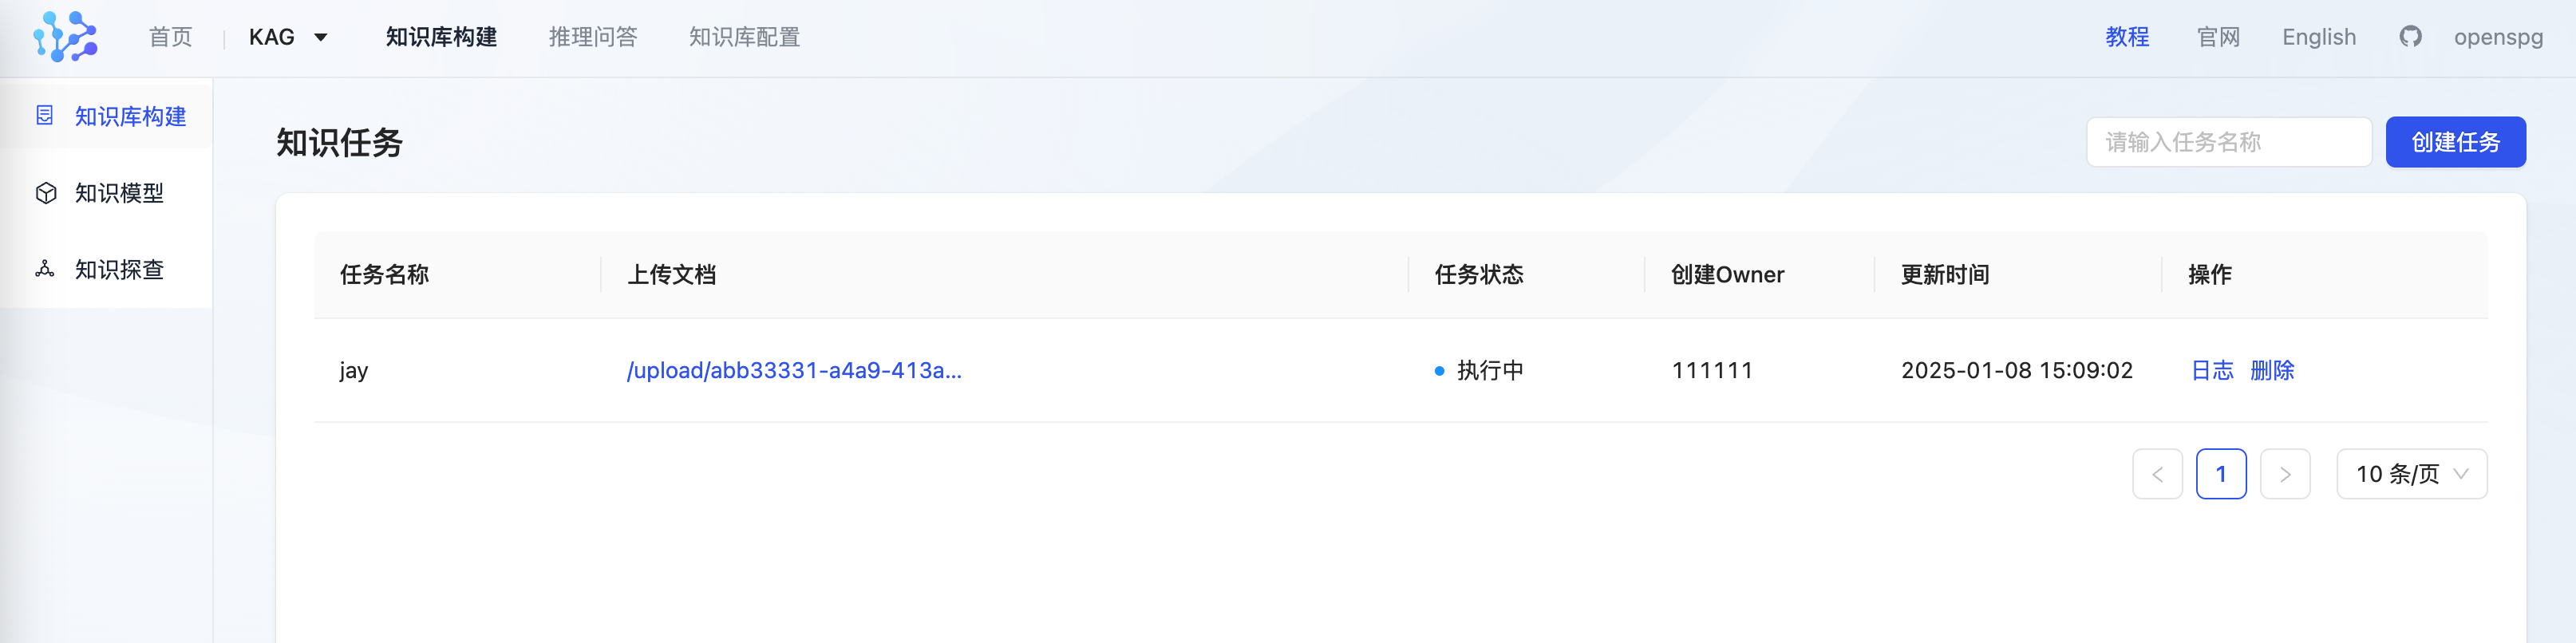 首页 KAG 知识库构建 推理问答 知识库配置 教程 官网 English openspg
知识库构建
知识模型
知识探查
知识任务 请输入任务名称 创建任务
任务名称 上传文档 任务状态 创建Owner 更新时间 操作
jay /upload/abb33331-a4a9-413a... 执行中 111111 2025-01-08 15:09:02 日志 删除
< 1 > 10 条/页